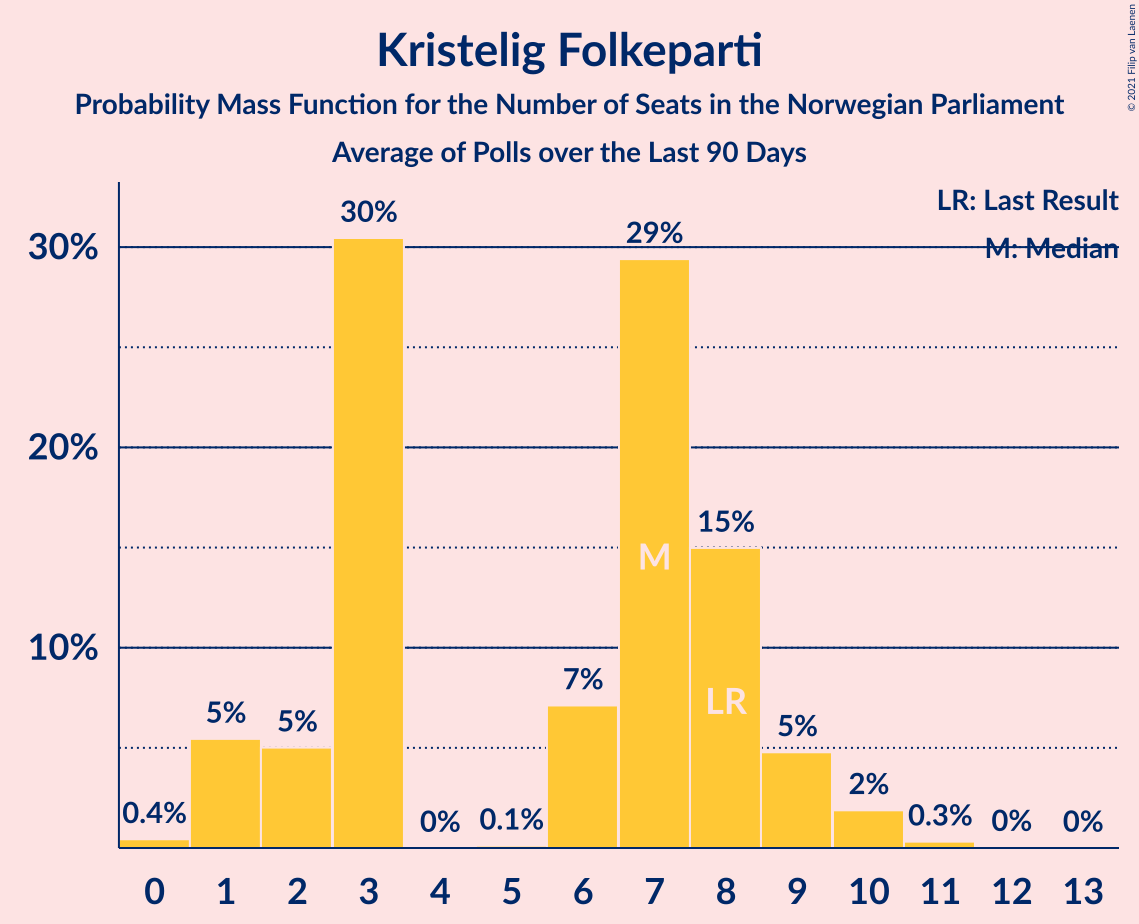 Kristelig Folkeparti
Probability Mass Function for the Number of Seats in the Norwegian Parliament
Average of Polls over the Last 90 Days
© 2021 Filip van Laenen
LR: Last Result
M: Median
30%
20%
10%
0.4%
5%
5%
30%
0%
0.1%
7%
29%
15%
5%
2%
0.3%
0%
0%
M
LR
0 1 2 3 4 5 6 7 8 9 10 11 12 13